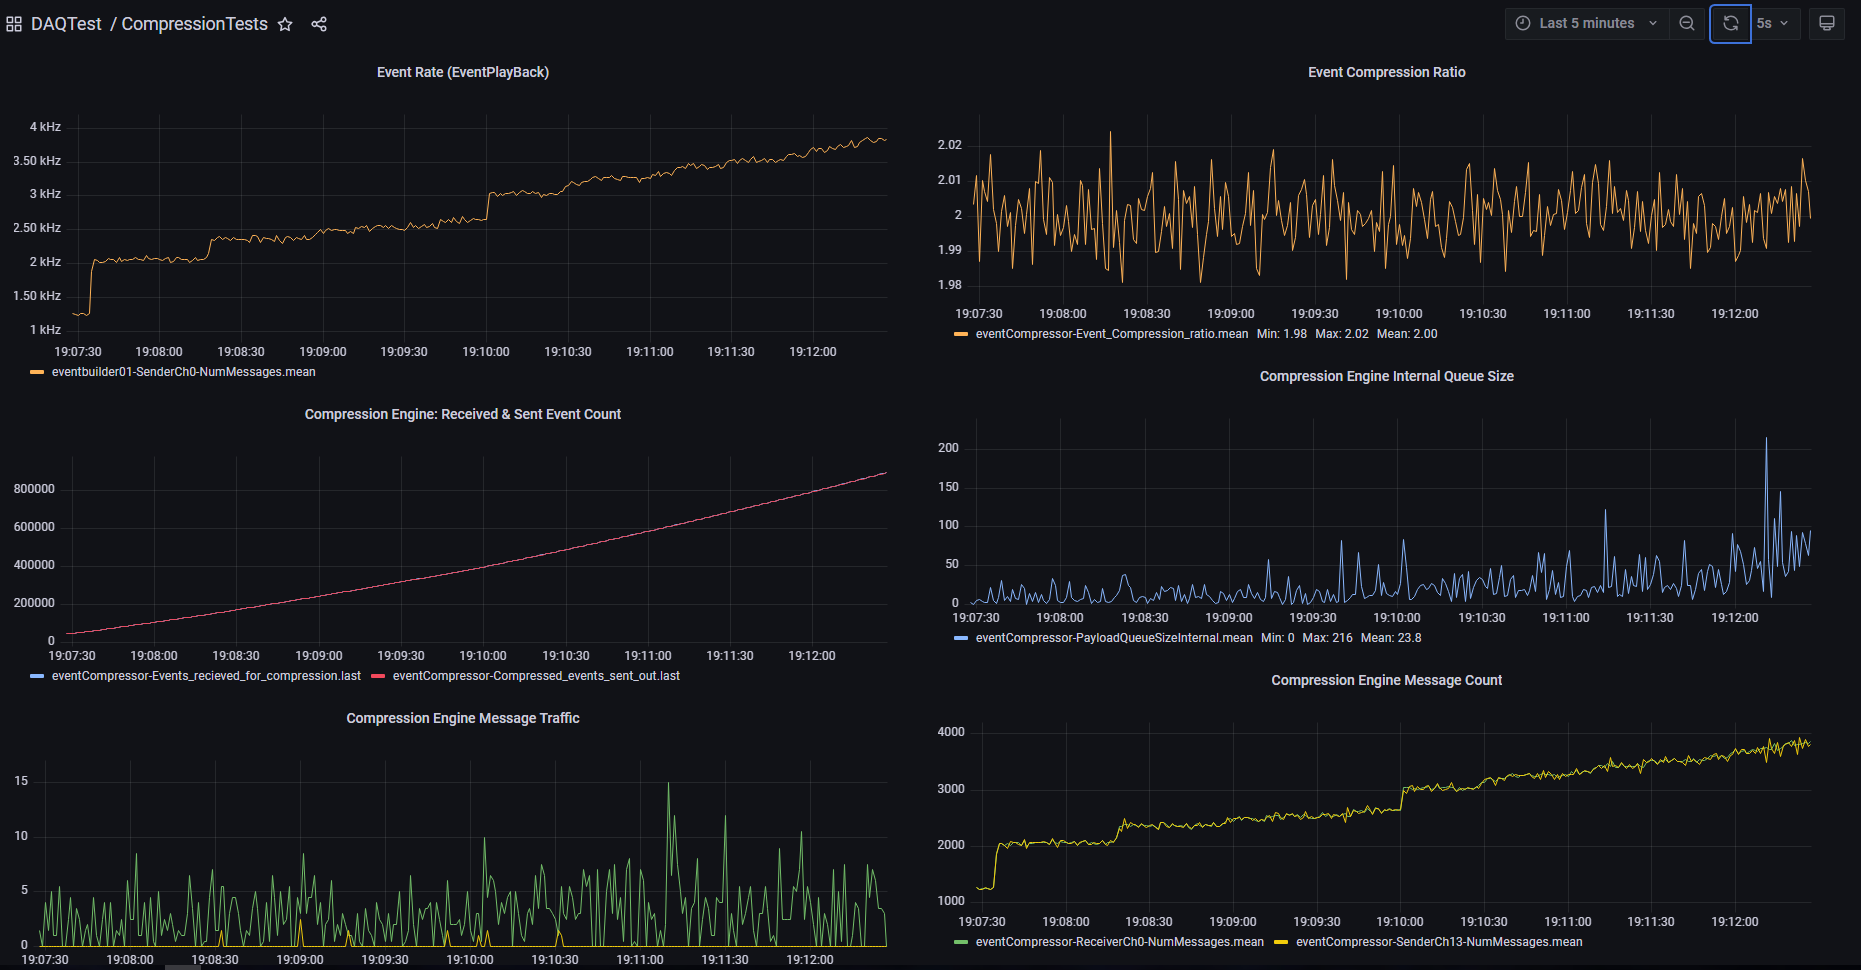 DAQTest / CompressionTests
Last 5 minutes
5s
Event Rate (EventPlayBack)
4 kHz
3.50 kHz
3 kHz
2.50 kHz
2 kHz
1.50 kHz
1 kHz
19:07:30 19:08:00 19:08:30 19:09:00 19:09:30 19:10:00 19:10:30 19:11:00 19:11:30 19:12:00
eventbuilder01-SenderCh0-NumMessages.mean
Event Compression Ratio
2.02
2.01
2
1.99
1.98
19:07:30 19:08:00 19:08:30 19:09:00 19:09:30 19:10:00 19:10:30 19:11:00 19:11:30 19:12:00
eventCompressor-Event_Compression_ratio.mean Min: 1.98 Max: 2.02 Mean: 2.00
Compression Engine: Received & Sent Event Count
800000
600000
400000
200000
0
19:07:30 19:08:00 19:08:30 19:09:00 19:09:30 19:10:00 19:10:30 19:11:00 19:11:30 19:12:00
eventCompressor-Events_recieved_for_compression.last eventCompressor-Compressed_events_sent_out.last
Compression Engine Internal Queue Size
200
150
100
50
0
19:07:30 19:08:00 19:08:30 19:09:00 19:09:30 19:10:00 19:10:30 19:11:00 19:11:30 19:12:00
eventCompressor-PayloadQueueSizeInternal.mean Min: 0 Max: 216 Mean: 23.8
Compression Engine Message Traffic
15
10
5
0
19:07:30 19:08:00 19:08:30 19:09:00 19:09:30 19:10:00 19:10:30 19:11:00 19:11:30 19:12:00
Compression Engine Message Count
4000
3000
2000
1000
19:07:30 19:08:00 19:08:30 19:09:00 19:09:30 19:10:00 19:10:30 19:11:00 19:11:30 19:12:00
eventCompressor-ReceiverCh0-NumMessages.mean eventCompressor-SenderCh13-NumMessages.mean